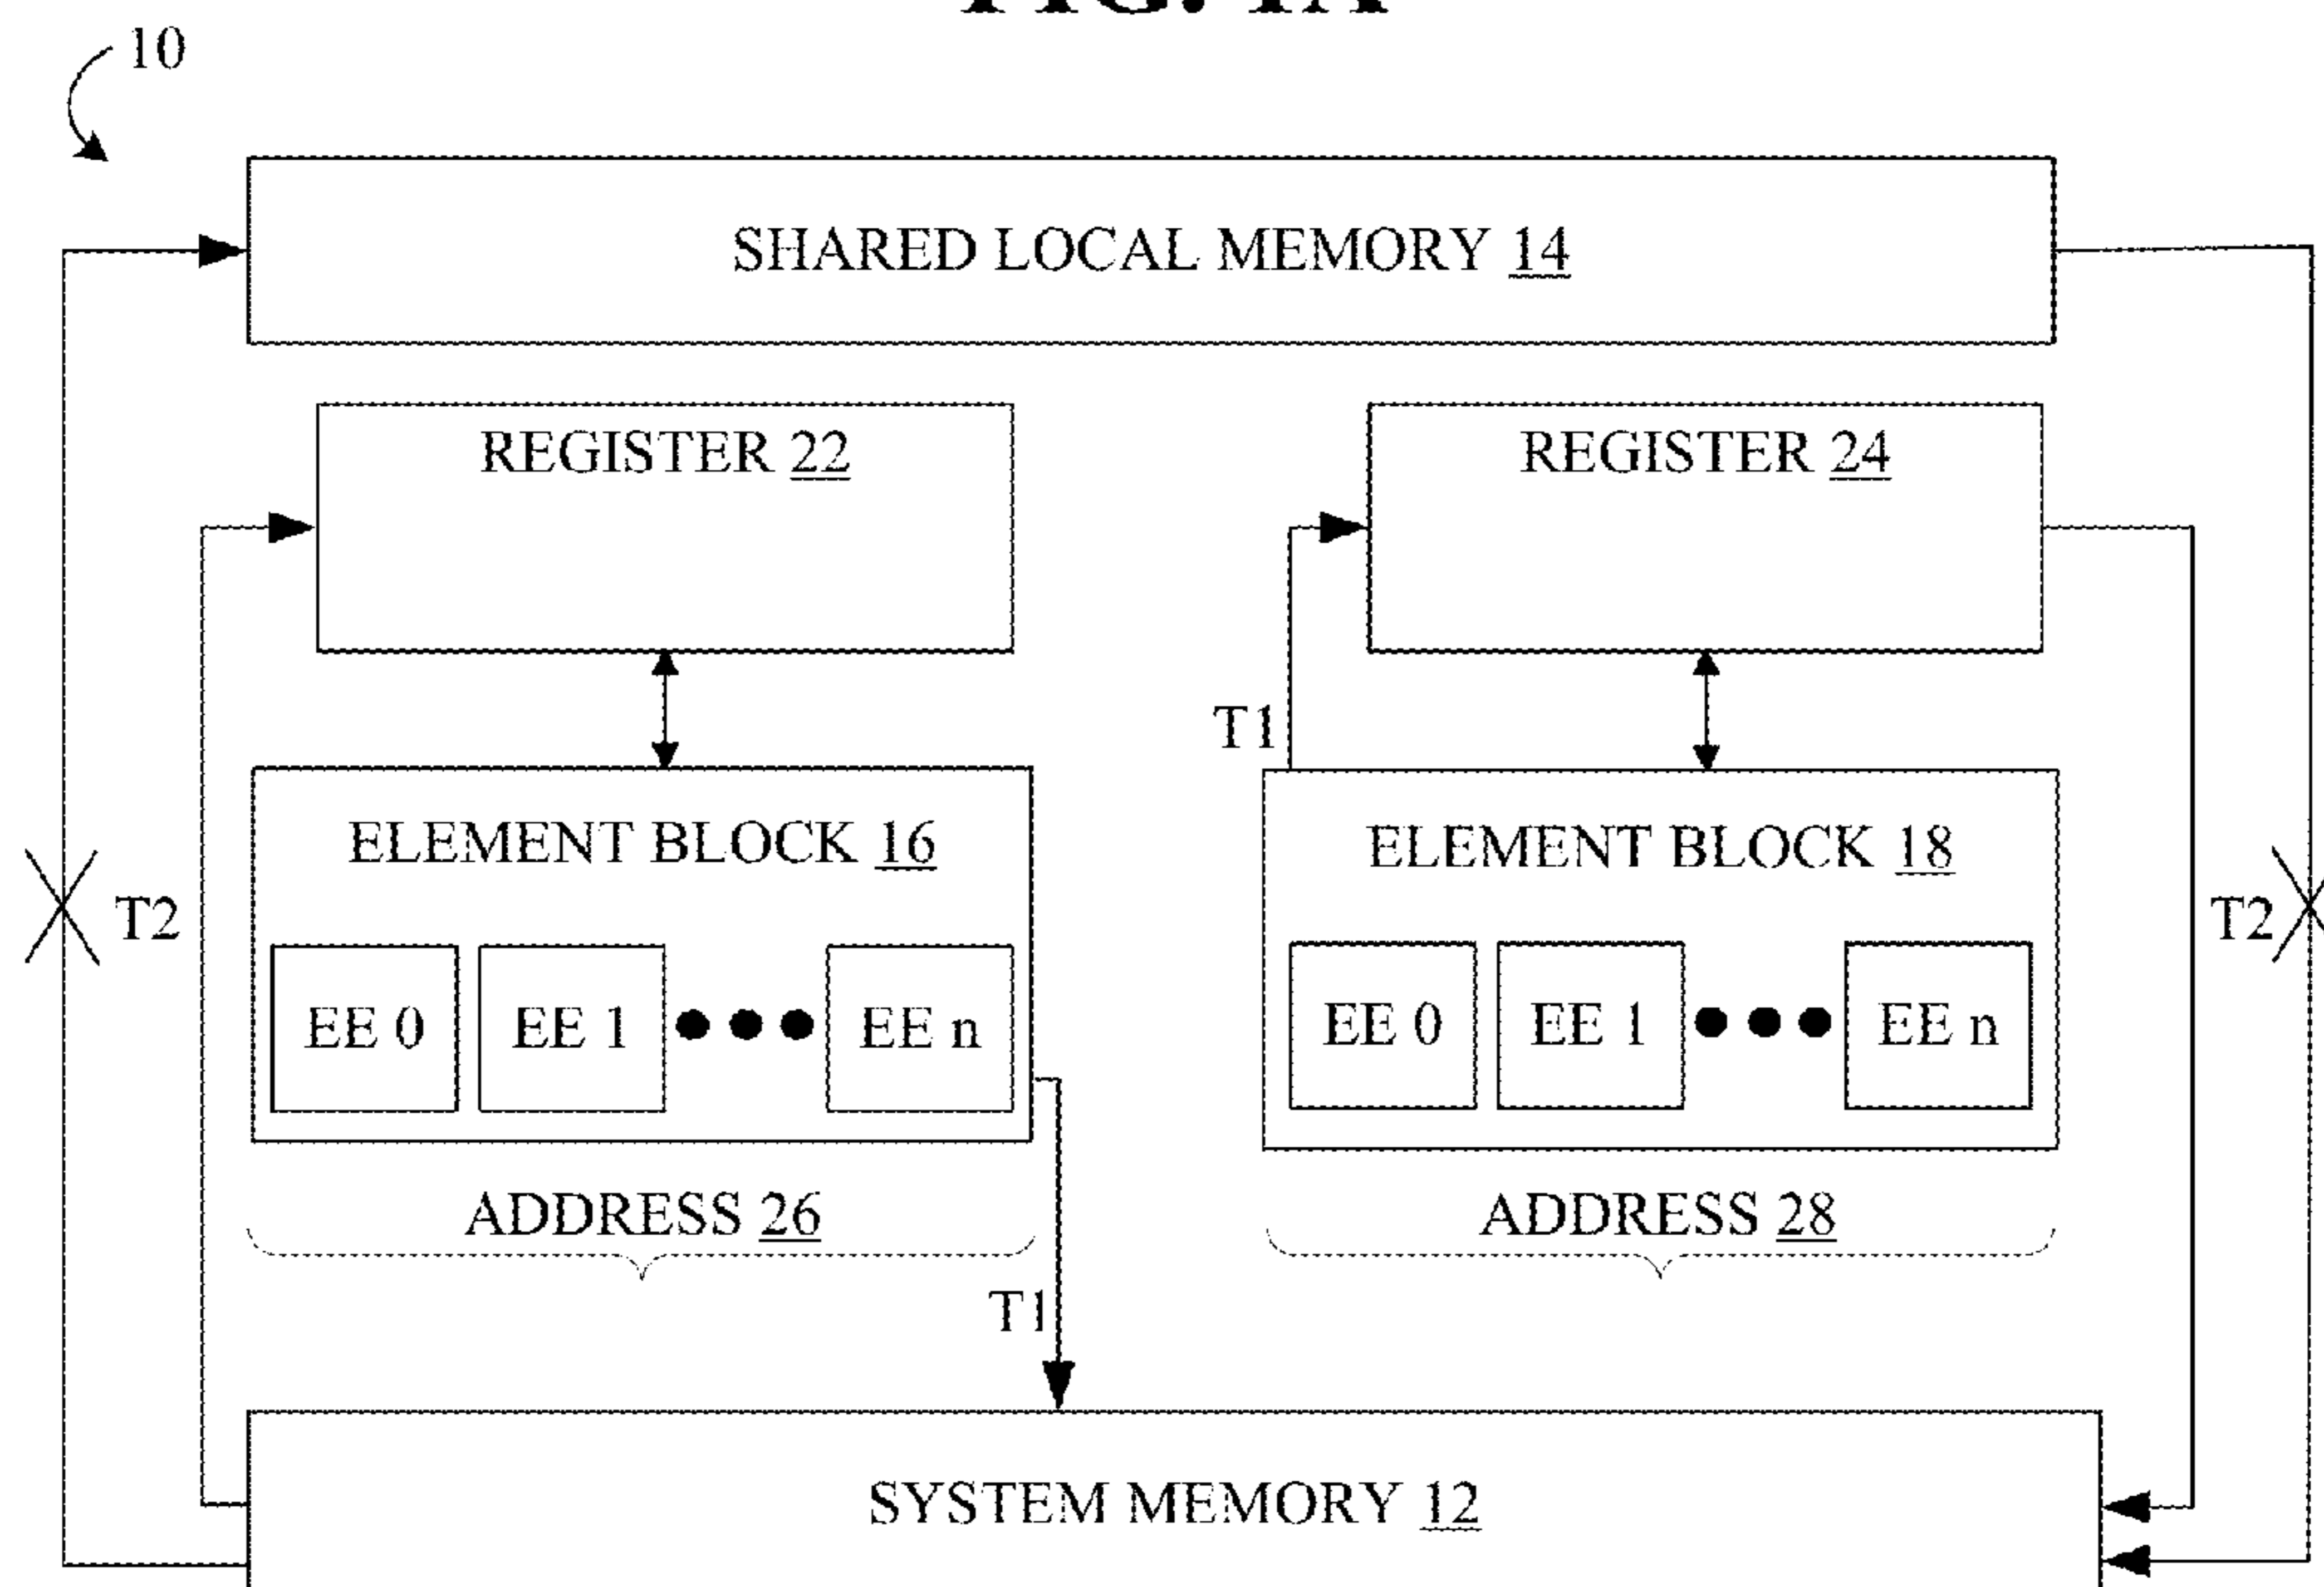 10
SHARED LOCAL MEMORY 14
REGISTER 22
REGISTER 24
T1
ELEMENT BLOCK 16
ELEMENT BLOCK 18
T2
T2
EE 0
EE 1
EE n
EE 0
EE 1
EE n
ADDRESS 26
ADDRESS 28
T1
SYSTEM MEMORY 12